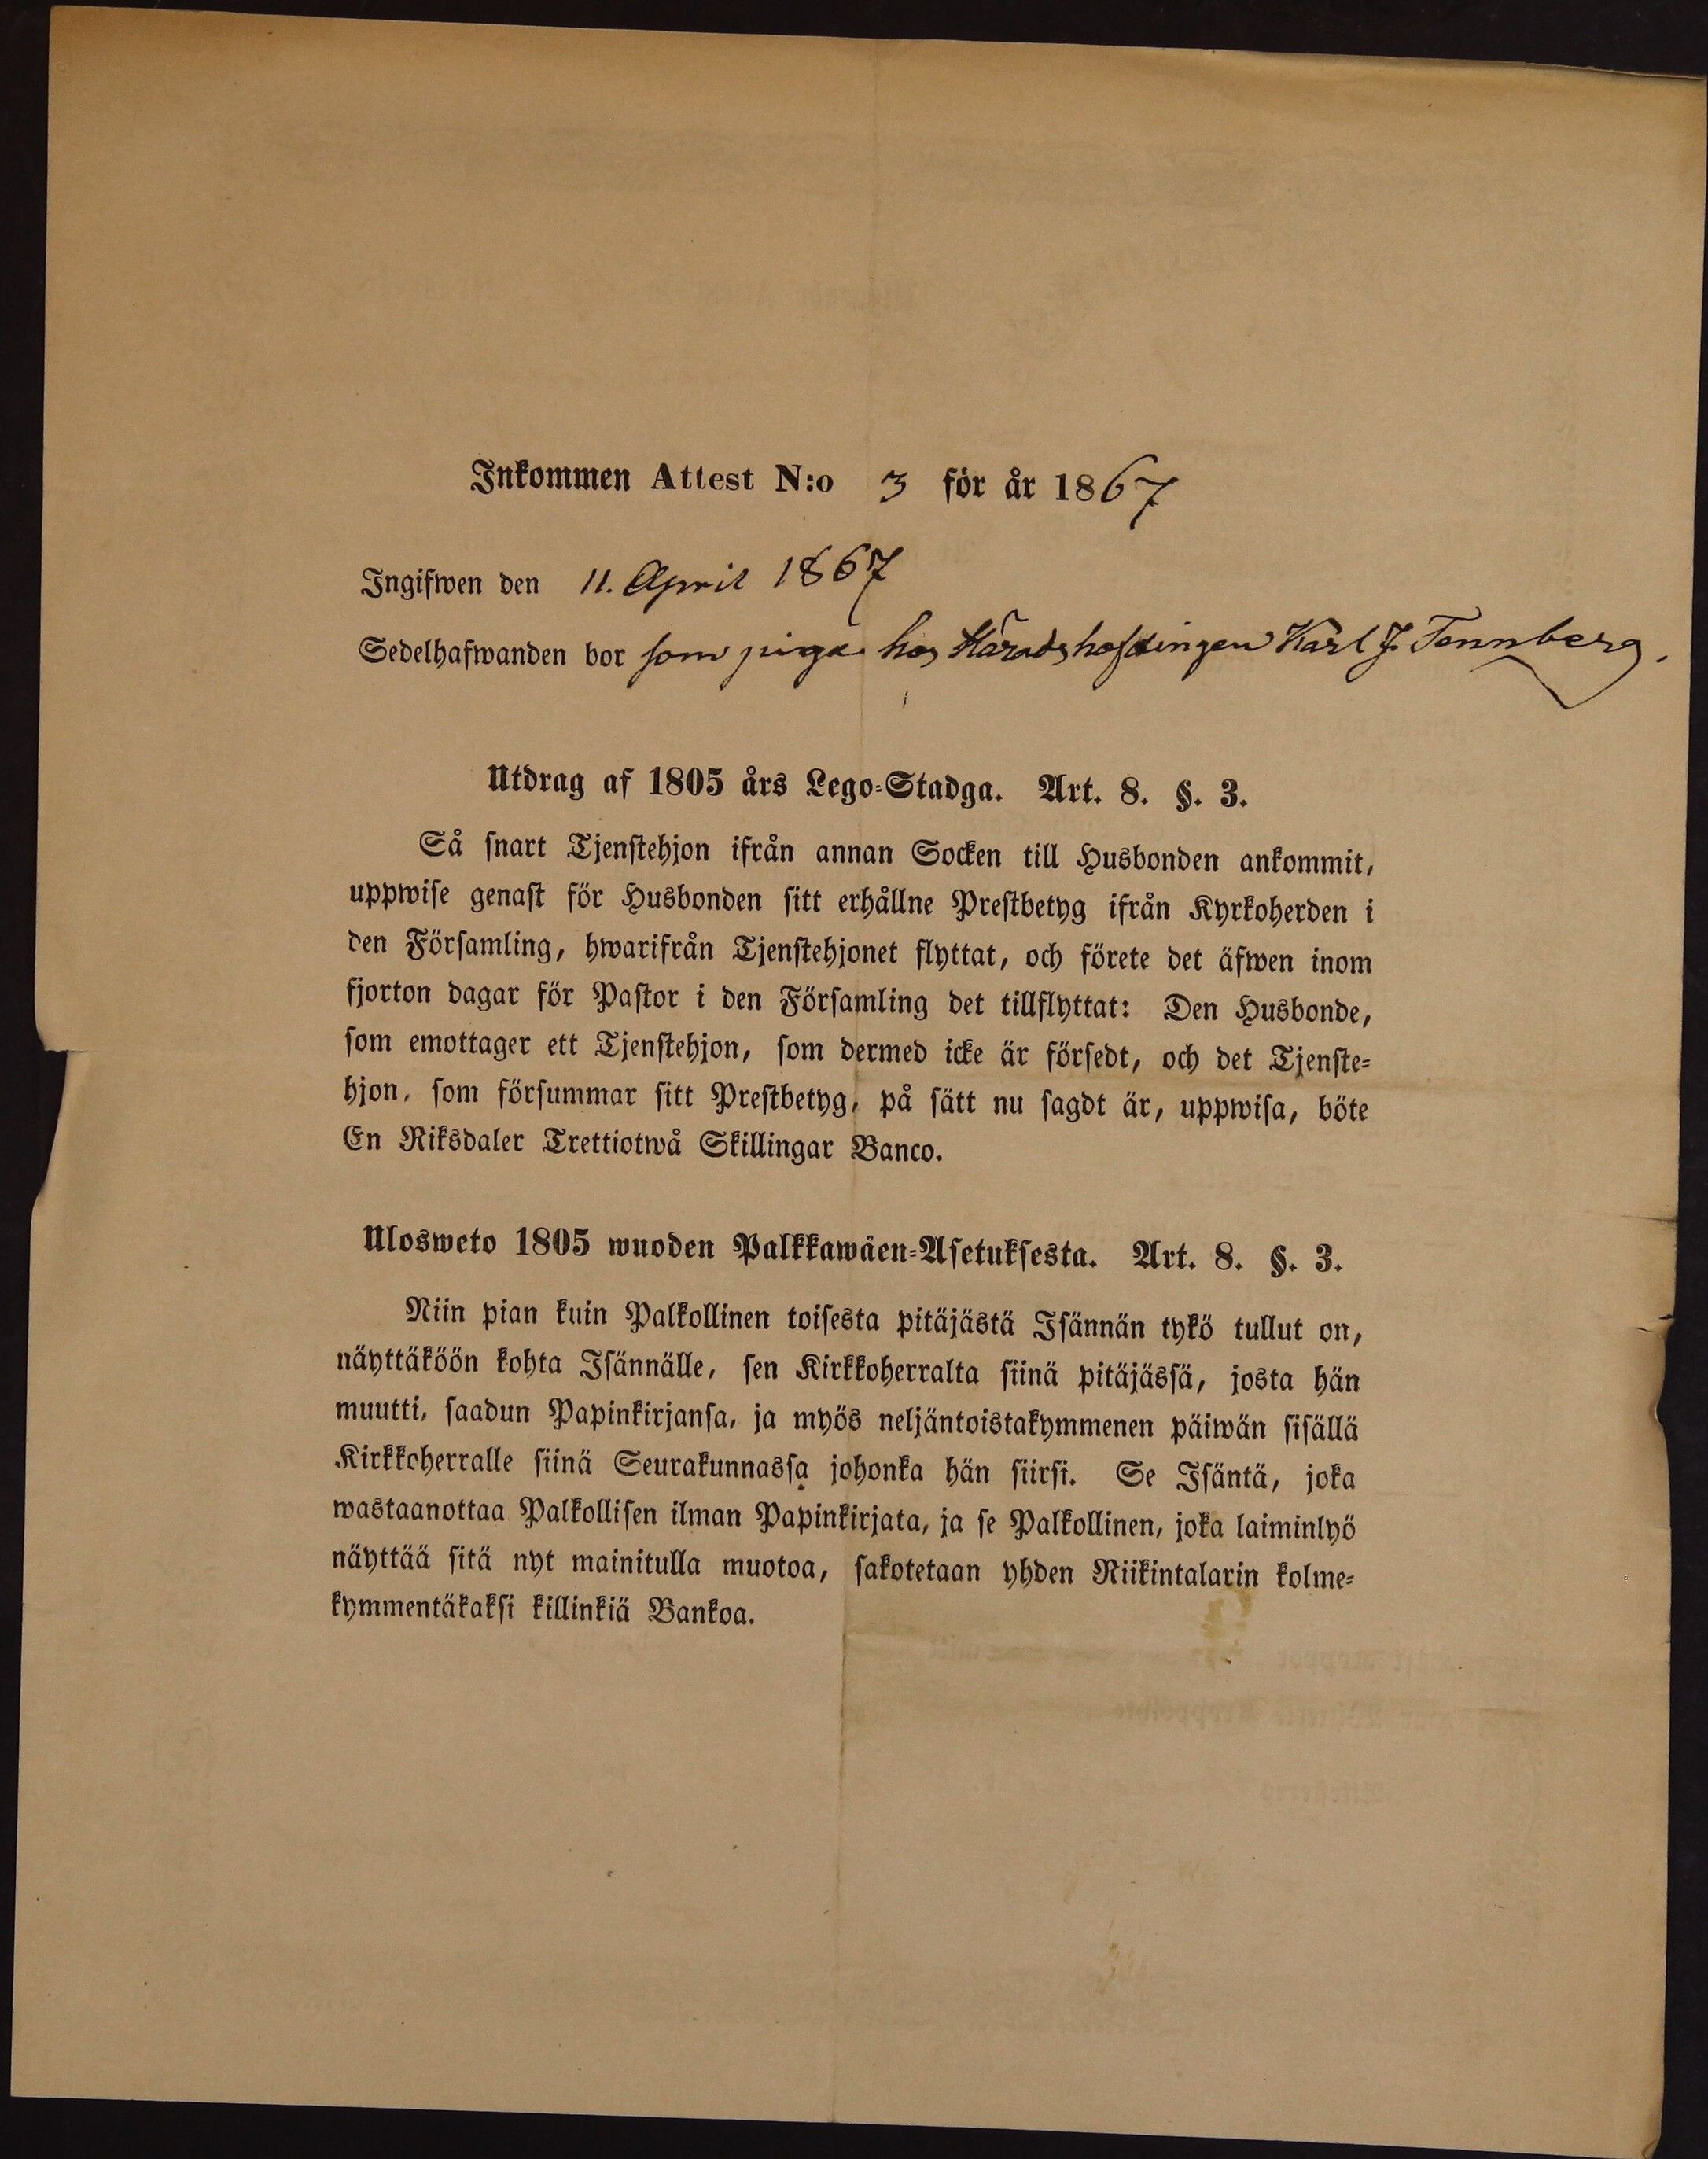 Inkommen Attest N:o 3 för år 1867
Ingifwen den 11. April 1867
Sedelhafwanden bor som piga hos Häradshöfdingen Karl J. Tennberg.
Utdrag af 1805 års Lego-Stadga. Art. 8. §. 3.
Så snart Tjenstehjon ifrån annan Socken till Husbonden ankommit,
uppwise genast för Husbonden sitt erhållne Prestbetyg ifrån Kyrkoherden i
den Församling, hwarifrån Tjenstehjonet flyttat, och förete det äfwen inom
fjorton dagar för Pastor i den Församling det tillflyttat: Den Husbonde,
som emottager ett Tjenstehjon, som dermed icke är försedt, och det Tjenste-
hjon, som försummar sitt Prestbetyg, på sätt nu sagdt är, uppwisa, böte
En Riksdaler Trettiotwå Skillingar Banco.
Ulosweto 1805 wuoden Palkkawäen-Asetuksesta. Art. 8. §. 3.
Niin pian kuin Palkollinen toisesta pitäjästä Isännän tykö tullut on,
näyttäköön kohta Isännälle, sen Kirkkoherralta siinä pitäjässä, josta hän
muutti, saadun Papinkirjansa, ja myös neljäntoistakymmenen päiwän sisällä
Kirkkoherralle siinä Seurakunnassa johonka hän siirsi. Se Isäntä, joka
wastaanottaa Palkollisen ilman Papinkirjata, ja se Palkollinen, joka laiminlyö
näyttää sitä nyt mainitulla muotoa, sakotetaan yhden Riikintalarin kolme-
kymmentäkaksi killinkiä Bankoa.